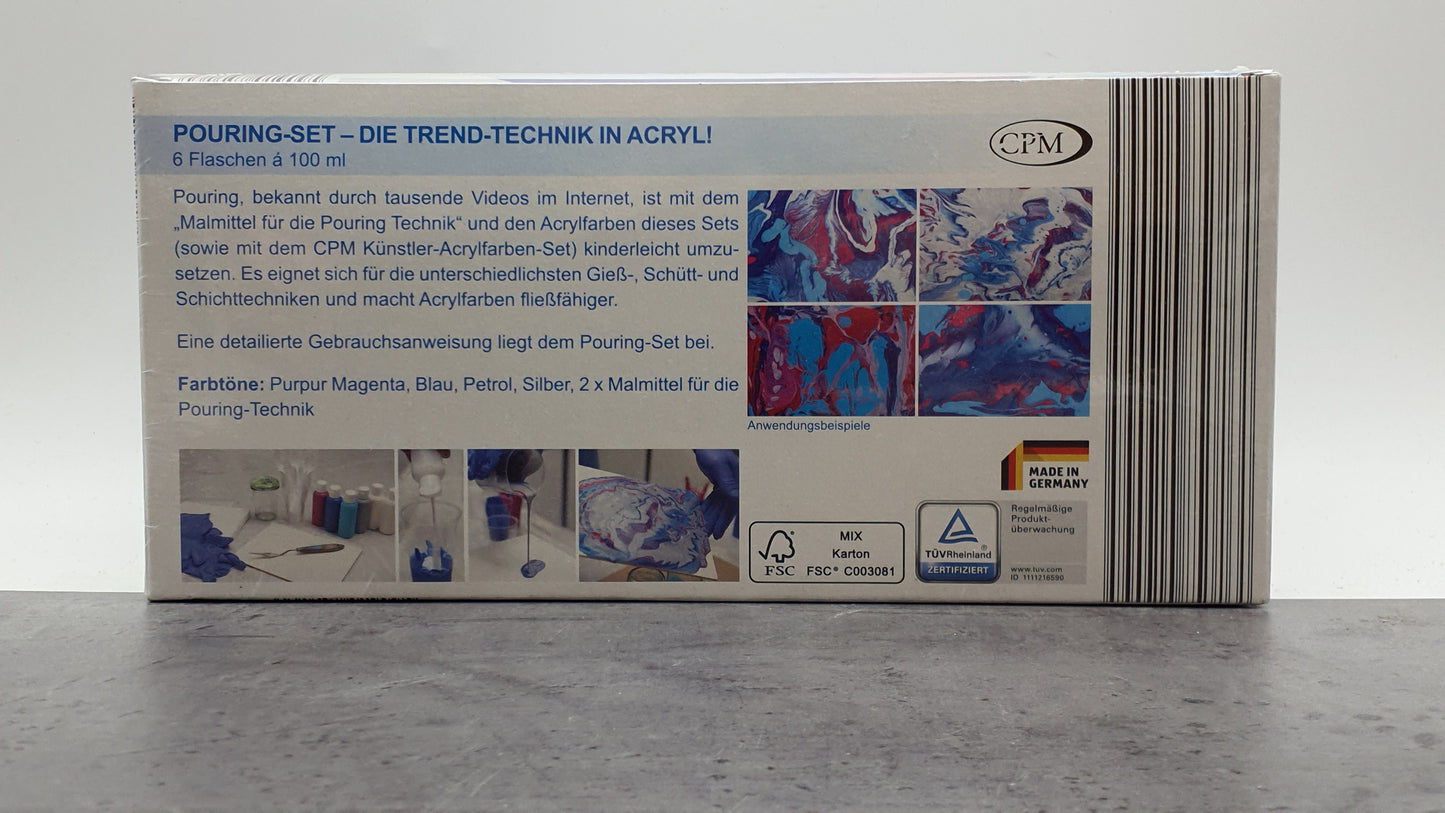 POURING-SET – DIE TREND-TECHNIK IN ACRYL!
6 Flaschen á 100 ml
CPM
Pouring, bekannt durch tausende Videos im Internet, ist mit dem
„Malmittel für die Pouring Technik“ und den Acrylfarben dieses Sets
(sowie mit dem CPM Künstler-Acrylfarben-Set) kinderleicht umzu-
setzen. Es eignet sich für die unterschiedlichsten Gieß-, Schütt- und
Schichttechniken und macht Acrylfarben fließfähiger.
Eine detailierte Gebrauchsanweisung liegt dem Pouring-Set bei.
Farbtöne: Purpur Magenta, Blau, Petrol, Silber, 2 x Malmittel für die
Pouring-Technik
Anwendungsbeispiele
MADE IN
GERMANY
FSC
MIX
Karton
FSC® C003081
TÜVRheinland®
ZERTIFIZIERT
Regelmäßige
Produkt-
überwachung
www.tuv.com
ID 1111216590